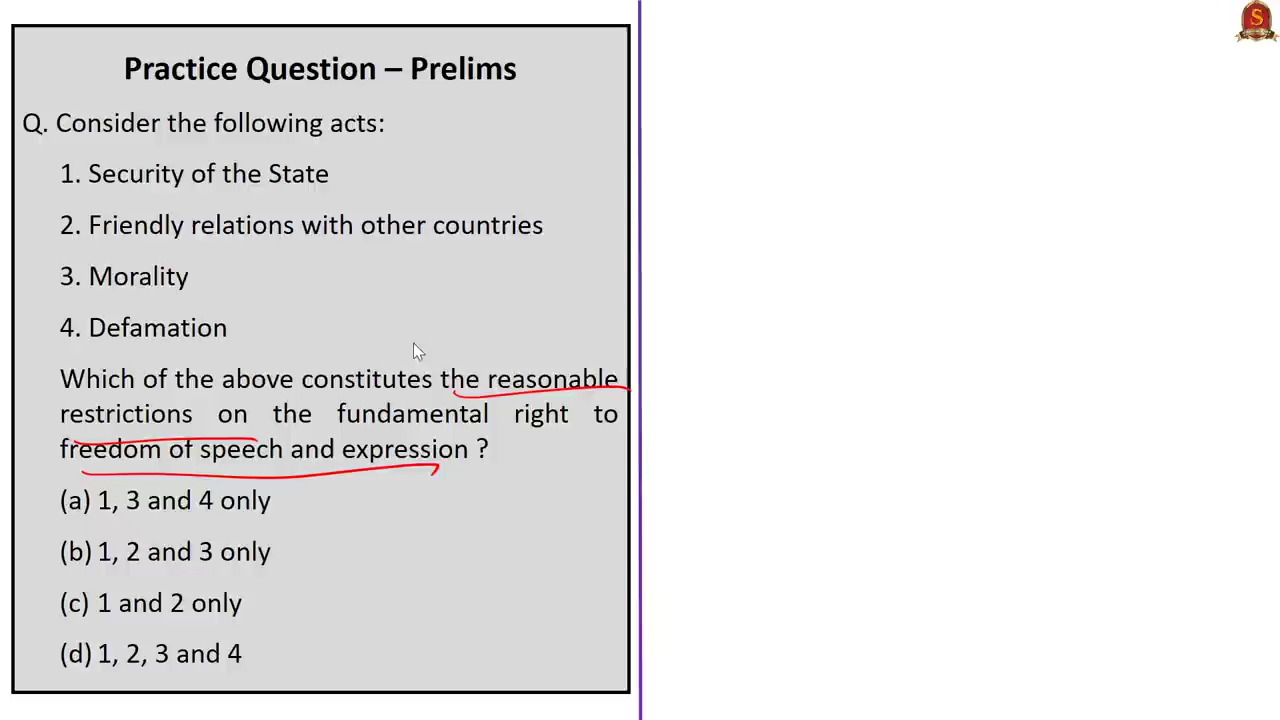 Practice Question – Prelims
Q. Consider the following acts:
1. Security of the State
2. Friendly relations with other countries
3. Morality
4. Defamation
Which of the above constitutes the reasonable
restrictions on the fundamental right to
freedom of speech and expression ?
(a) 1, 3 and 4 only
(b) 1, 2 and 3 only
(c) 1 and 2 only
(d) 1, 2, 3 and 4
S